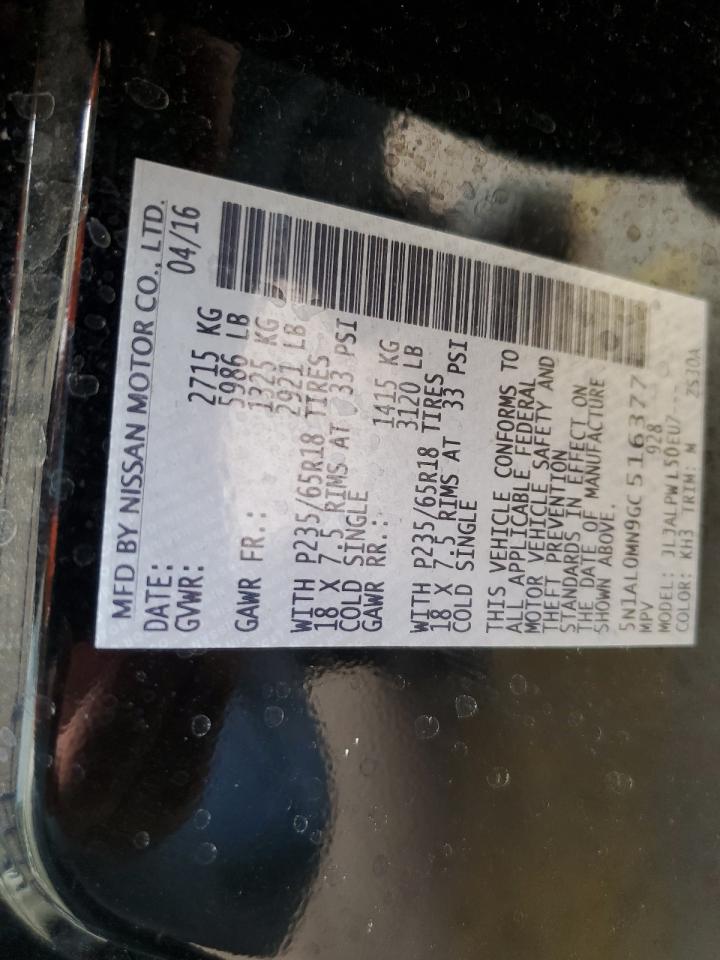 MFD BY NISSAN MOTOR CO., LTD.
DATE: 04/16
GVWR: 2715 KG
5986 LB
GAWR FR.: 1325 KG
2921 LB
WITH P235/65R18 TIRES
18 X 7.5 RIMS AT 33 PSI
COLD SINGLE
GAWR RR.: 1415 KG
3120 LB
WITH P235/65R18 TIRES
18 X 7.5 RIMS AT 33 PSI
COLD SINGLE
THIS VEHICLE CONFORMS TO
ALL APPLICABLE FEDERAL
MOTOR VEHICLE SAFETY AND
THEFT PREVENTION
STANDARDS IN EFFECT ON
THE DATE OF MANUFACTURE
SHOWN ABOVE.
5N1AL0MN9GC516377
MPV 928
MODEL: JLJALPWL50EU7----
COLOR: KH3 TRIM: M ZS30A